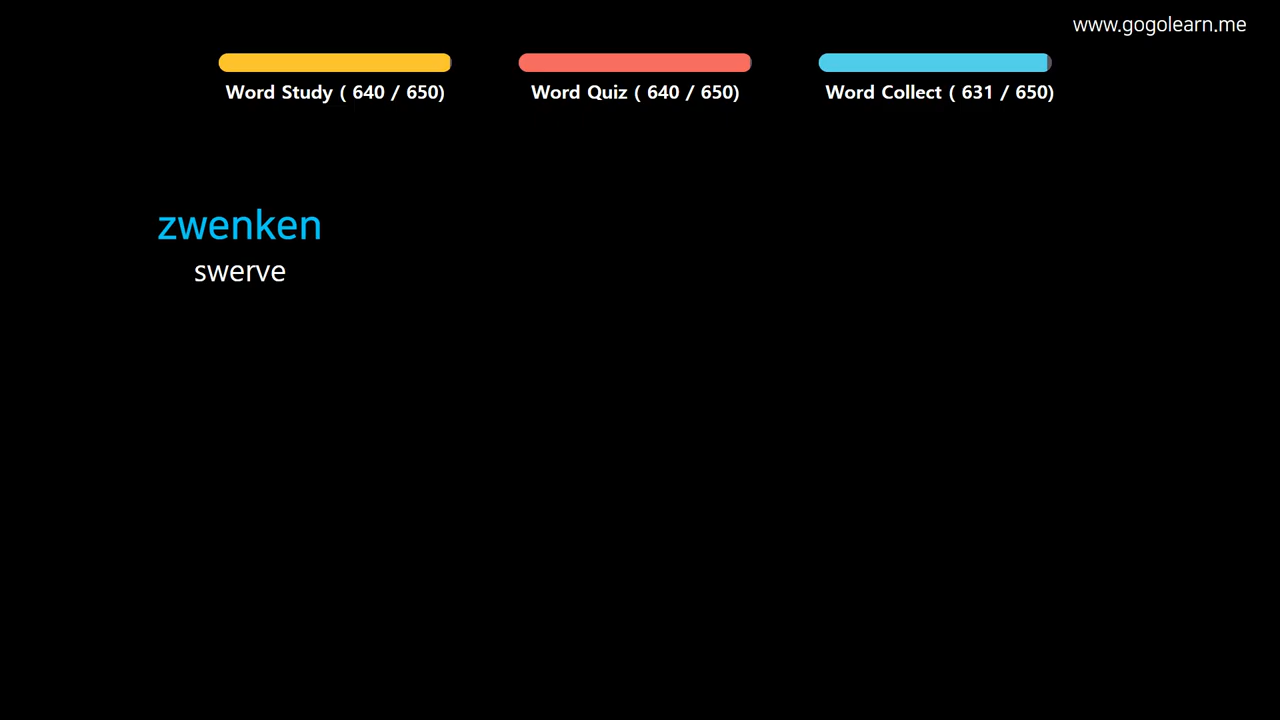 www.gogolearn.me
Word Study ( 640 / 650)
Word Quiz ( 640 / 650)
Word Collect ( 631 / 650)
zwenken
swerve